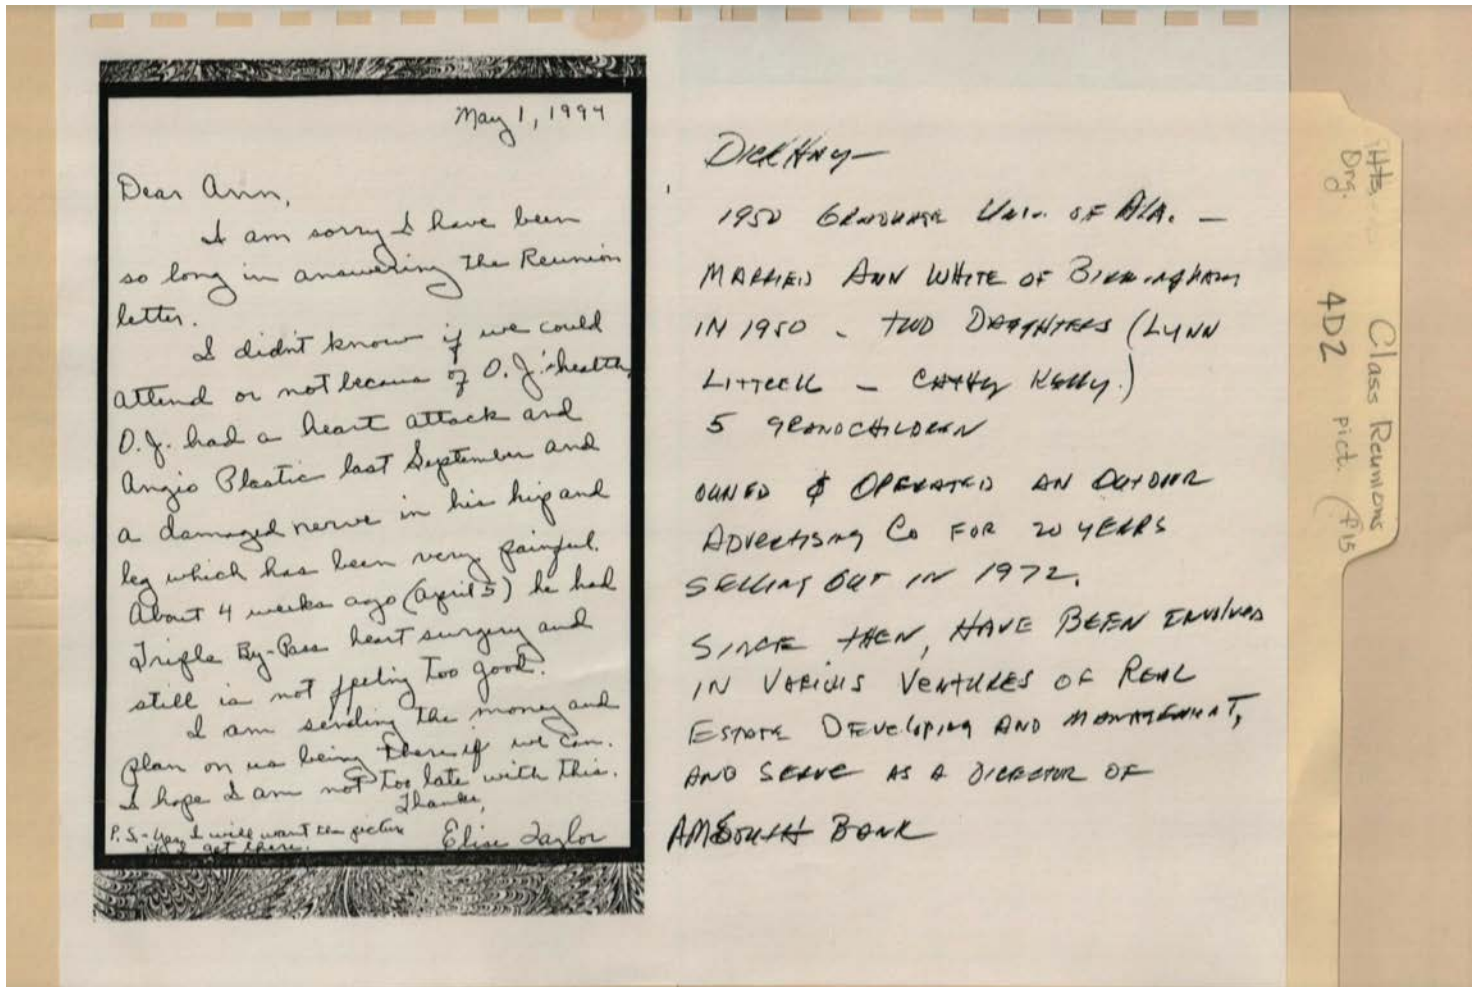 May 1, 1994
Dear Ann,
I am sorry I have been
so long in answering the Reunion
letter.
I didn't know if we could
attend or not because of O. J.'s health,
O.J. had a heart attack and
Angio Plastic last September and
a damaged nerve in his hip and
leg which has been very painful.
About 4 weeks ago (April 5) he had
Triple By-Pass heart surgery and
still is not feeling too good.
I am sending the money and
plan on us being there if we can.
I hope I am not too late with this.
Thanks,
Elise Taylor
P.S. - Yes, I will want the picture
if I get there.
DICK HNY—
1950 GRADUATE UNIV. OF ALA. —
MARRIED ANN WHITE OF BIRMINGHAM
IN 1950 - TWO DAUGHTERS (LYNN
— CATHY KELLY.)
5 GRANDCHILDREN
OWNED & OPERATED AN OUTDOOR
ADVERTISING CO FOR 20 YEARS
SELLING OUT IN 1972.
SINCE THEN, HAVE BEEN INVOLVED
IN VARIOUS VENTURES OF REAL
ESTATE DEVELOPING AND MANAGEMENT,
AND SERVE AS A DIRECTOR OF
AMSOUTH BANK
Hts.
Org.
4D2
Class Reunions
pict. (P15